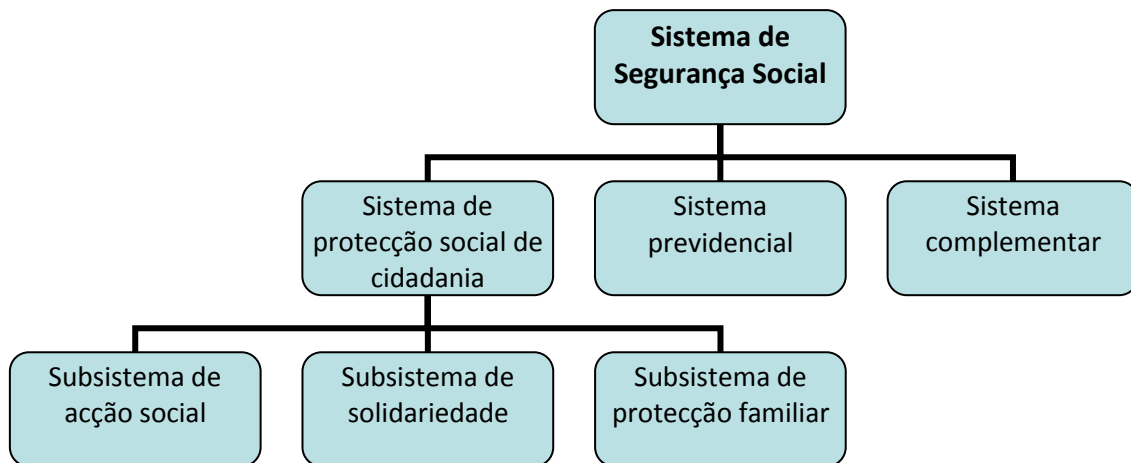 Sistema de
Segurança Social
Sistema de
protecção social de
cidadania
Sistema
previdencial
Sistema
complementar
Subsistema de
acção social
Subsistema de
solidariedade
Subsistema de
protecção familiar